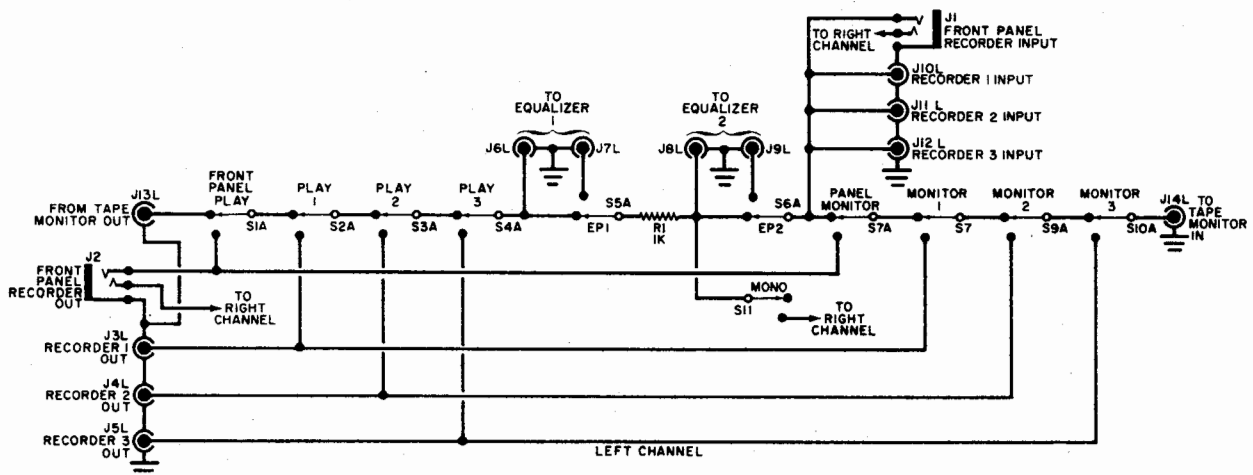 J1
FRONT PANEL
RECORDER INPUT
TO RIGHT
CHANNEL
J10L
RECORDER 1 INPUT
J11 L
RECORDER 2 INPUT
J12 L
RECORDER 3 INPUT
TO
EQUALIZER
1
J6L
J7L
TO
EQUALIZER
2
J8L
J9L
J13L
FROM TAPE
MONITOR OUT
FRONT
PANEL
PLAY
S1A
PLAY
1
S2A
PLAY
2
S3A
PLAY
3
S4A
S5A
EP1
R1
1K
S6A
EP2
PANEL
MONITOR
S7A
MONITOR
1
S7
MONITOR
2
S9A
MONITOR
3
S10A
J14L
TO
TAPE
MONITOR
IN
J2
FRONT
PANEL
RECORDER
OUT
TO
RIGHT
CHANNEL
MONO
S11
TO
RIGHT
CHANNEL
J3L
RECORDER 1
OUT
J4L
RECORDER 2
OUT
J5L
RECORDER 3
OUT
LEFT CHANNEL